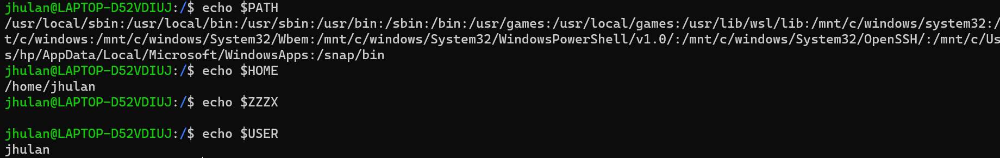 jhulan@LAPTOP-D52VDIUJ:/$ echo $PATH
/usr/local/sbin:/usr/local/bin:/usr/sbin:/usr/bin:/sbin:/bin:/usr/games:/usr/local/games:/usr/lib/wsl/lib:/mnt/c/windows/system32:/
t/c/windows:/mnt/c/windows/System32/Wbem:/mnt/c/windows/System32/WindowsPowerShell/v1.0/:/mnt/c/windows/System32/OpenSSH/:/mnt/c/Us
s/hp/AppData/Local/Microsoft/WindowsApps:/snap/bin
jhulan@LAPTOP-D52VDIUJ:/$ echo $HOME
/home/jhulan
jhulan@LAPTOP-D52VDIUJ:/$ echo $ZZZX
jhulan@LAPTOP-D52VDIUJ:/$ echo $USER
jhulan